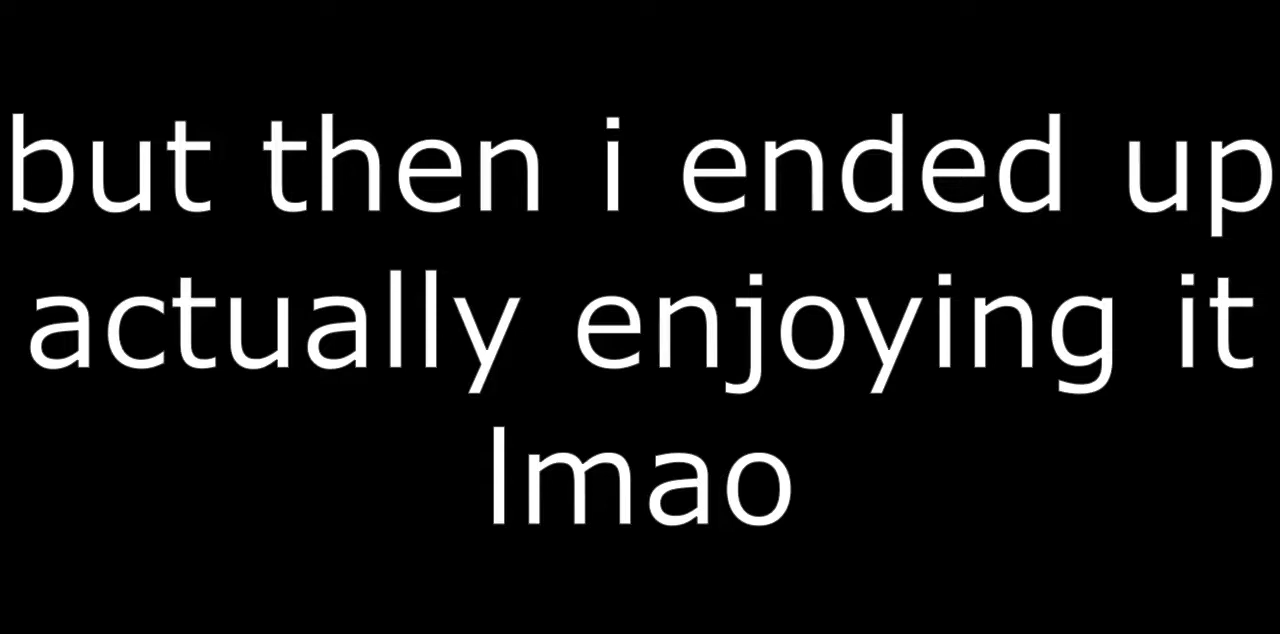 but then i ended up
actually enjoying it
lmao